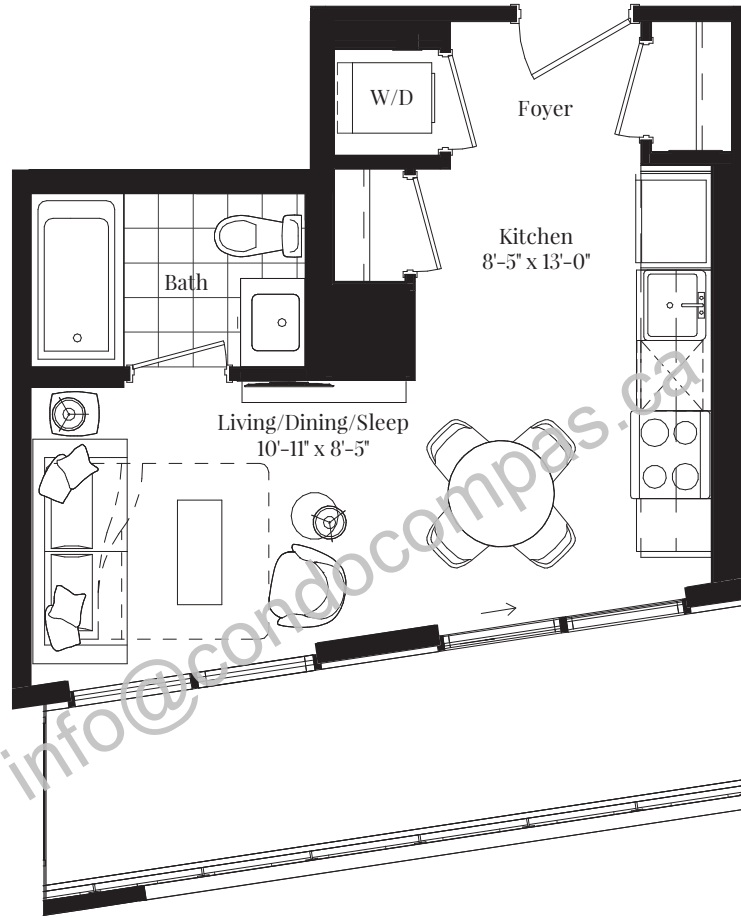 W/D
Foyer
Kitchen
8'-5" x 13'-0"
Bath
Living/Dining/Sleep
10'-11" x 8'-5"
info@condocompas.ca